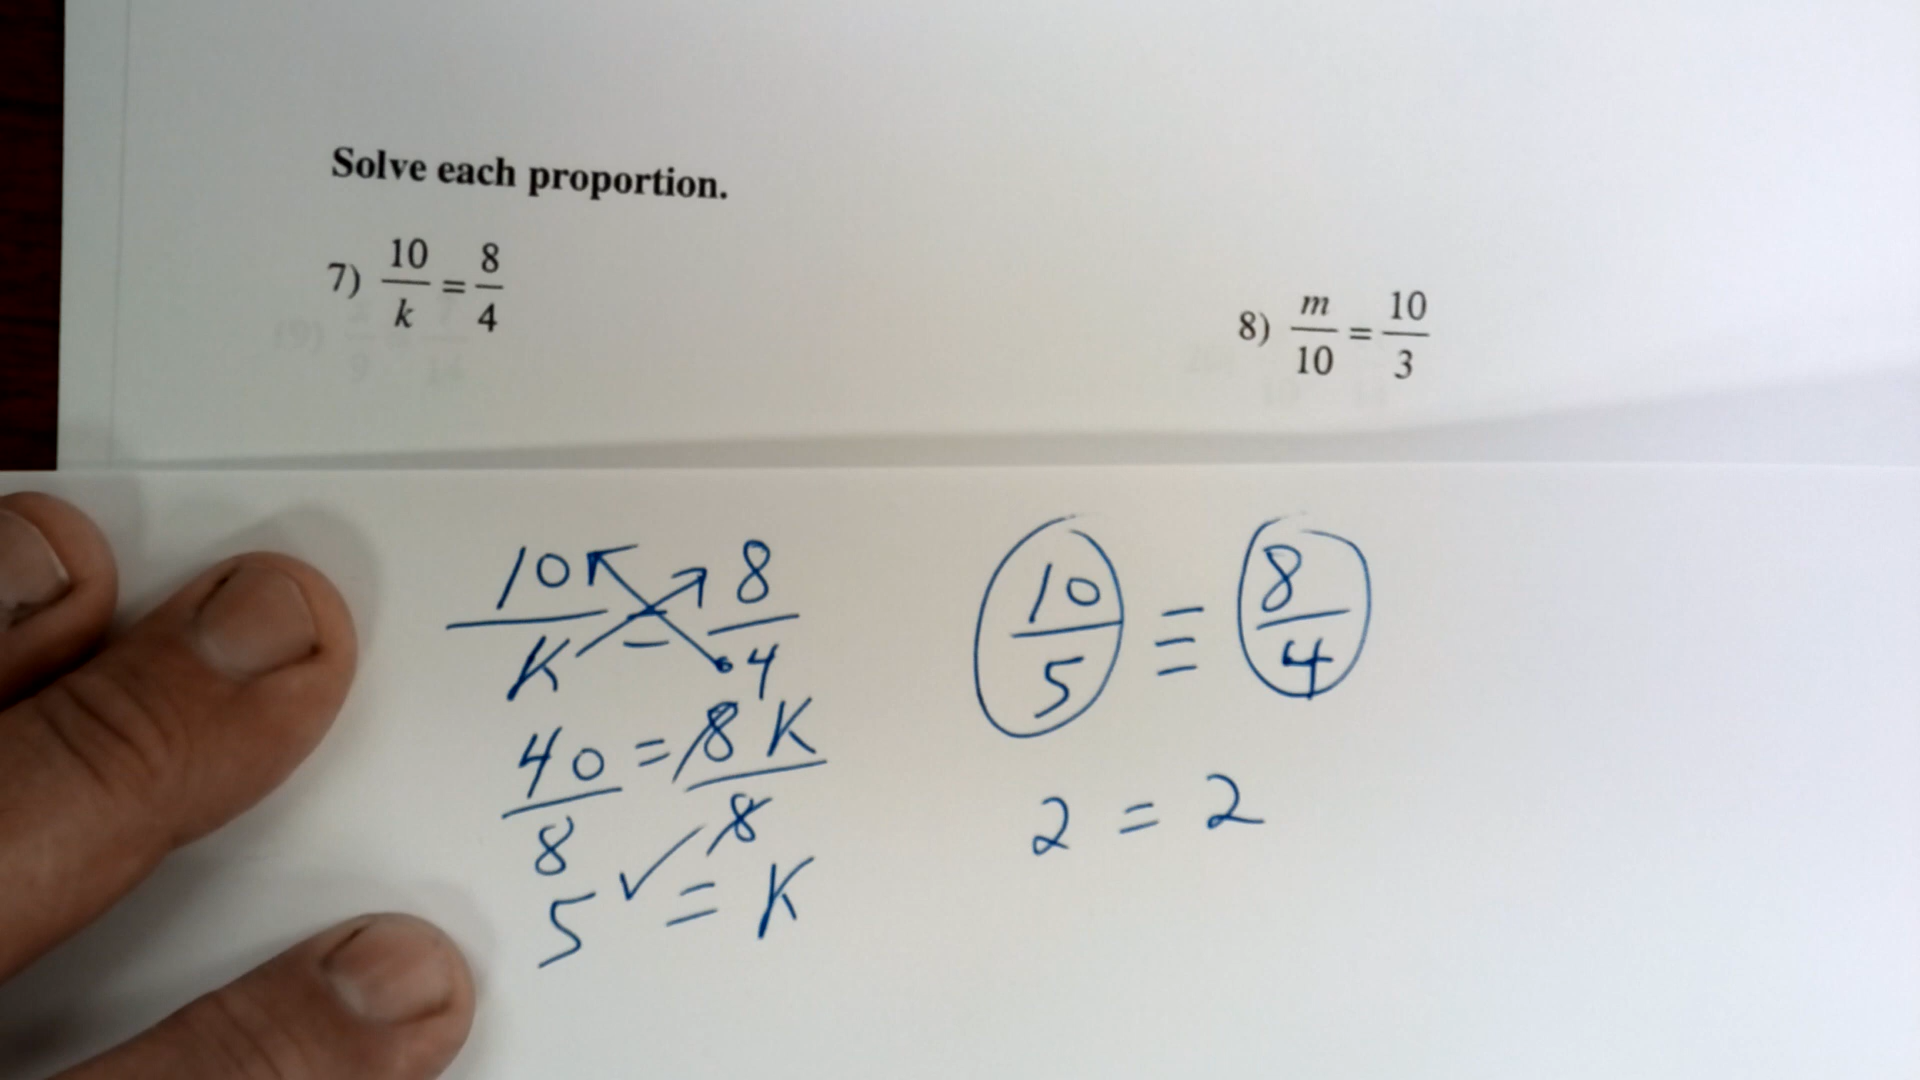 Solve each proportion.
7) 10/k = 8/4
8) m/10 = 10/3
10/K = 8/4
40/8 = 8K/8
5 ✓ = K
10/5 ≡ 8/4
2 = 2